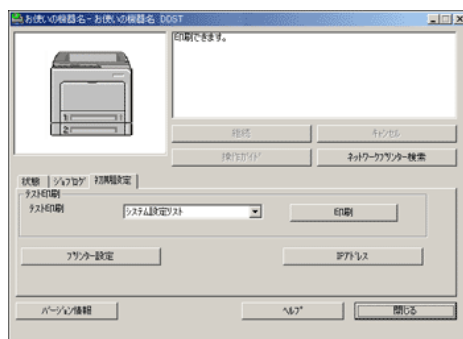 お使いの機器名 - お使いの機器名 DDST
印刷できます。
1
2
継続
キャンセル
操作ガイド
ネットワークプリンター検索
状態
ジョブログ
初期設定
テスト印刷
テスト印刷
システム設定リスト
印刷
プリンター設定
IPアドレス
バージョン情報
ヘルプ
閉じる